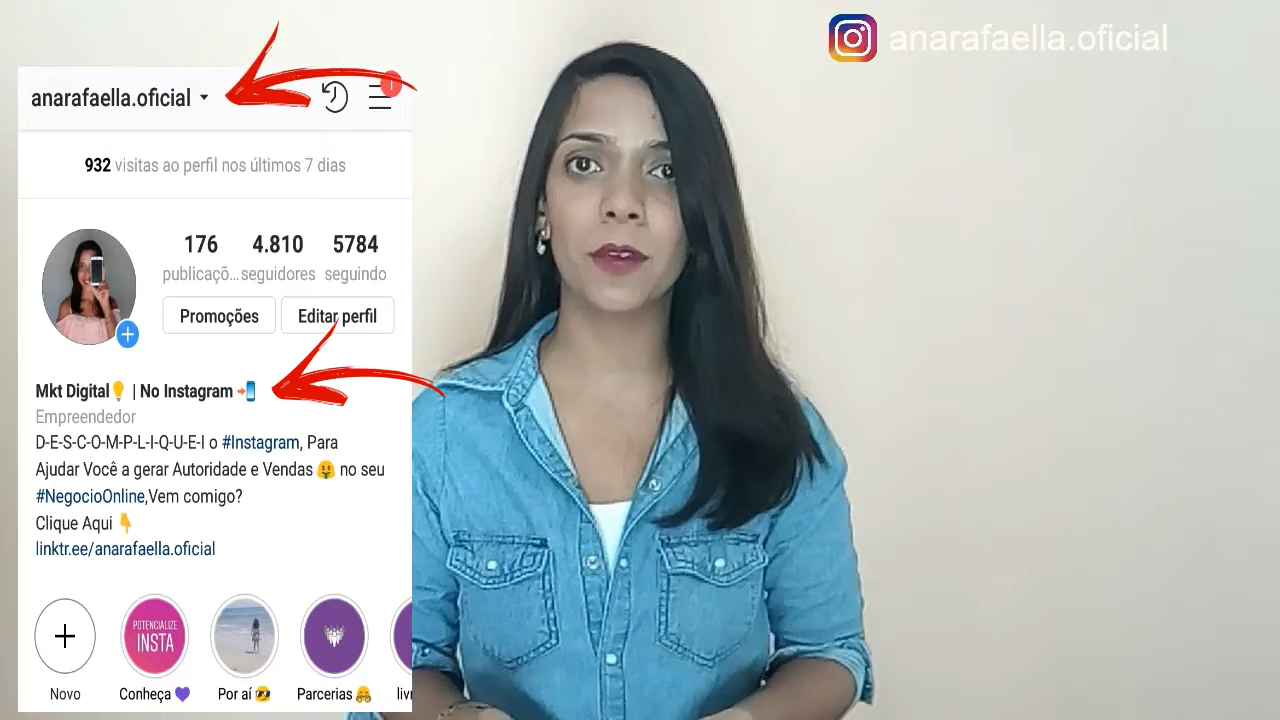 anarafaella.oficial
anarafaella.oficial
932 visitas ao perfil nos últimos 7 dias
176 4.810 5784
publicaçõ... seguidores seguindo
Promoções Editar perfil
Mkt Digital💡 | No Instagram 📲
Empreendedor
D-E-S-C-O-M-P-L-I-Q-U-E-I o #Instagram, Para
Ajudar Você a gerar Autoridade e Vendas 🤑 no seu
#NegocioOnline,Vem comigo?
Clique Aqui 👇
linktr.ee/anarafaella.oficial
POTENCIALIZE
INSTA
Novo Conheça 💜 Por aí 😎 Parcerias 🤗 livr